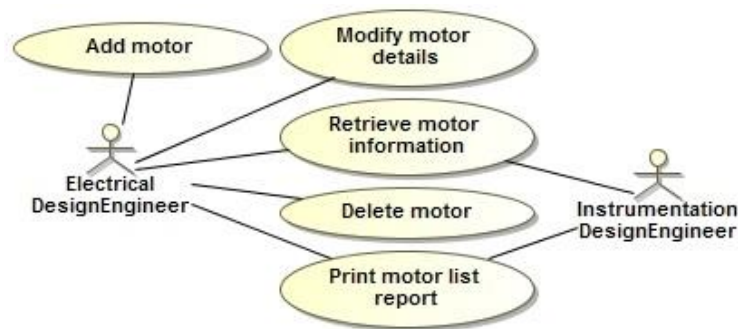 Add motor
Modify motor
details
Retrieve motor
information
Electrical
DesignEngineer
Delete motor
Instrumentation
DesignEngineer
Print motor list
report